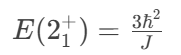 $E(2_1^+) = \frac{3\hbar^2}{J}$